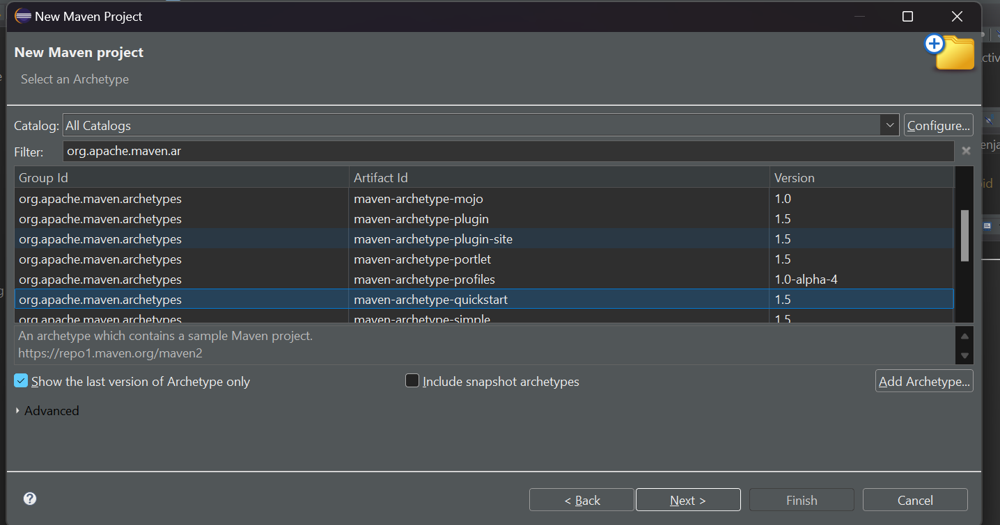 New Maven Project
New Maven project
Select an Archetype
Catalog: All Catalogs Configure...
Filter: org.apache.maven.ar
Group Id Artifact Id Version
org.apache.maven.archetypes maven-archetype-mojo 1.0
org.apache.maven.archetypes maven-archetype-plugin 1.5
org.apache.maven.archetypes maven-archetype-plugin-site 1.5
org.apache.maven.archetypes maven-archetype-portlet 1.5
org.apache.maven.archetypes maven-archetype-profiles 1.0-alpha-4
org.apache.maven.archetypes maven-archetype-quickstart 1.5
org.apache.maven.archetypes maven-archetype-simple 1.5
An archetype which contains a sample Maven project.
https://repo1.maven.org/maven2
Show the last version of Archetype only Include snapshot archetypes Add Archetype...
Advanced
< Back Next > Finish Cancel